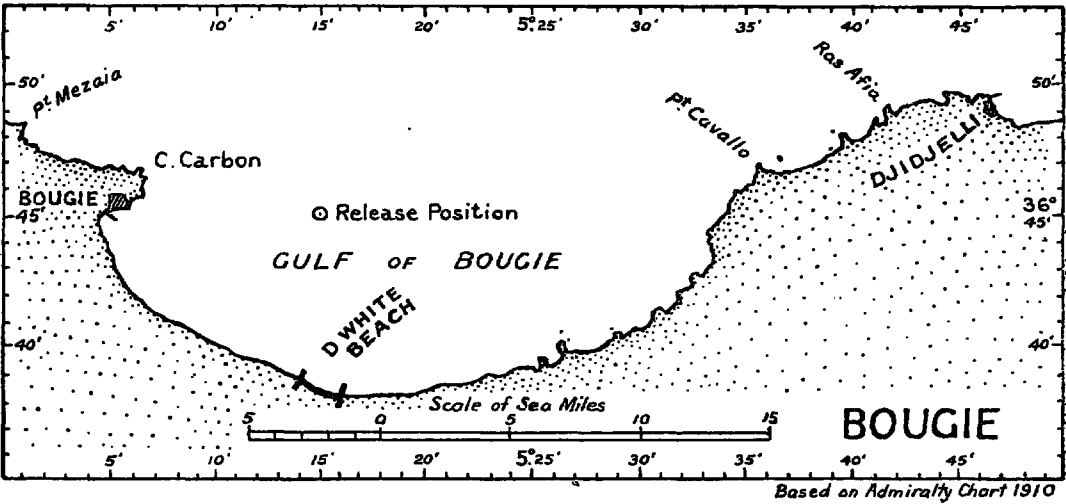 5' 10' 15' 20' 5°25' 30' 35' 40' 45'
50' 50'
Pt Mezaia
Ras Afia
Pt Cavallo
C. Carbon
DJIDJELLI
BOUGIE
45' 36° 45'
Release Position
GULF OF BOUGIE
D WHITE
BEACH
40' 40'
Scale of Sea Miles
5 0 5 10 15
BOUGIE
5' 10' 15' 20' 5°25' 30' 35' 40' 45'
Based on Admiralty Chart 1910